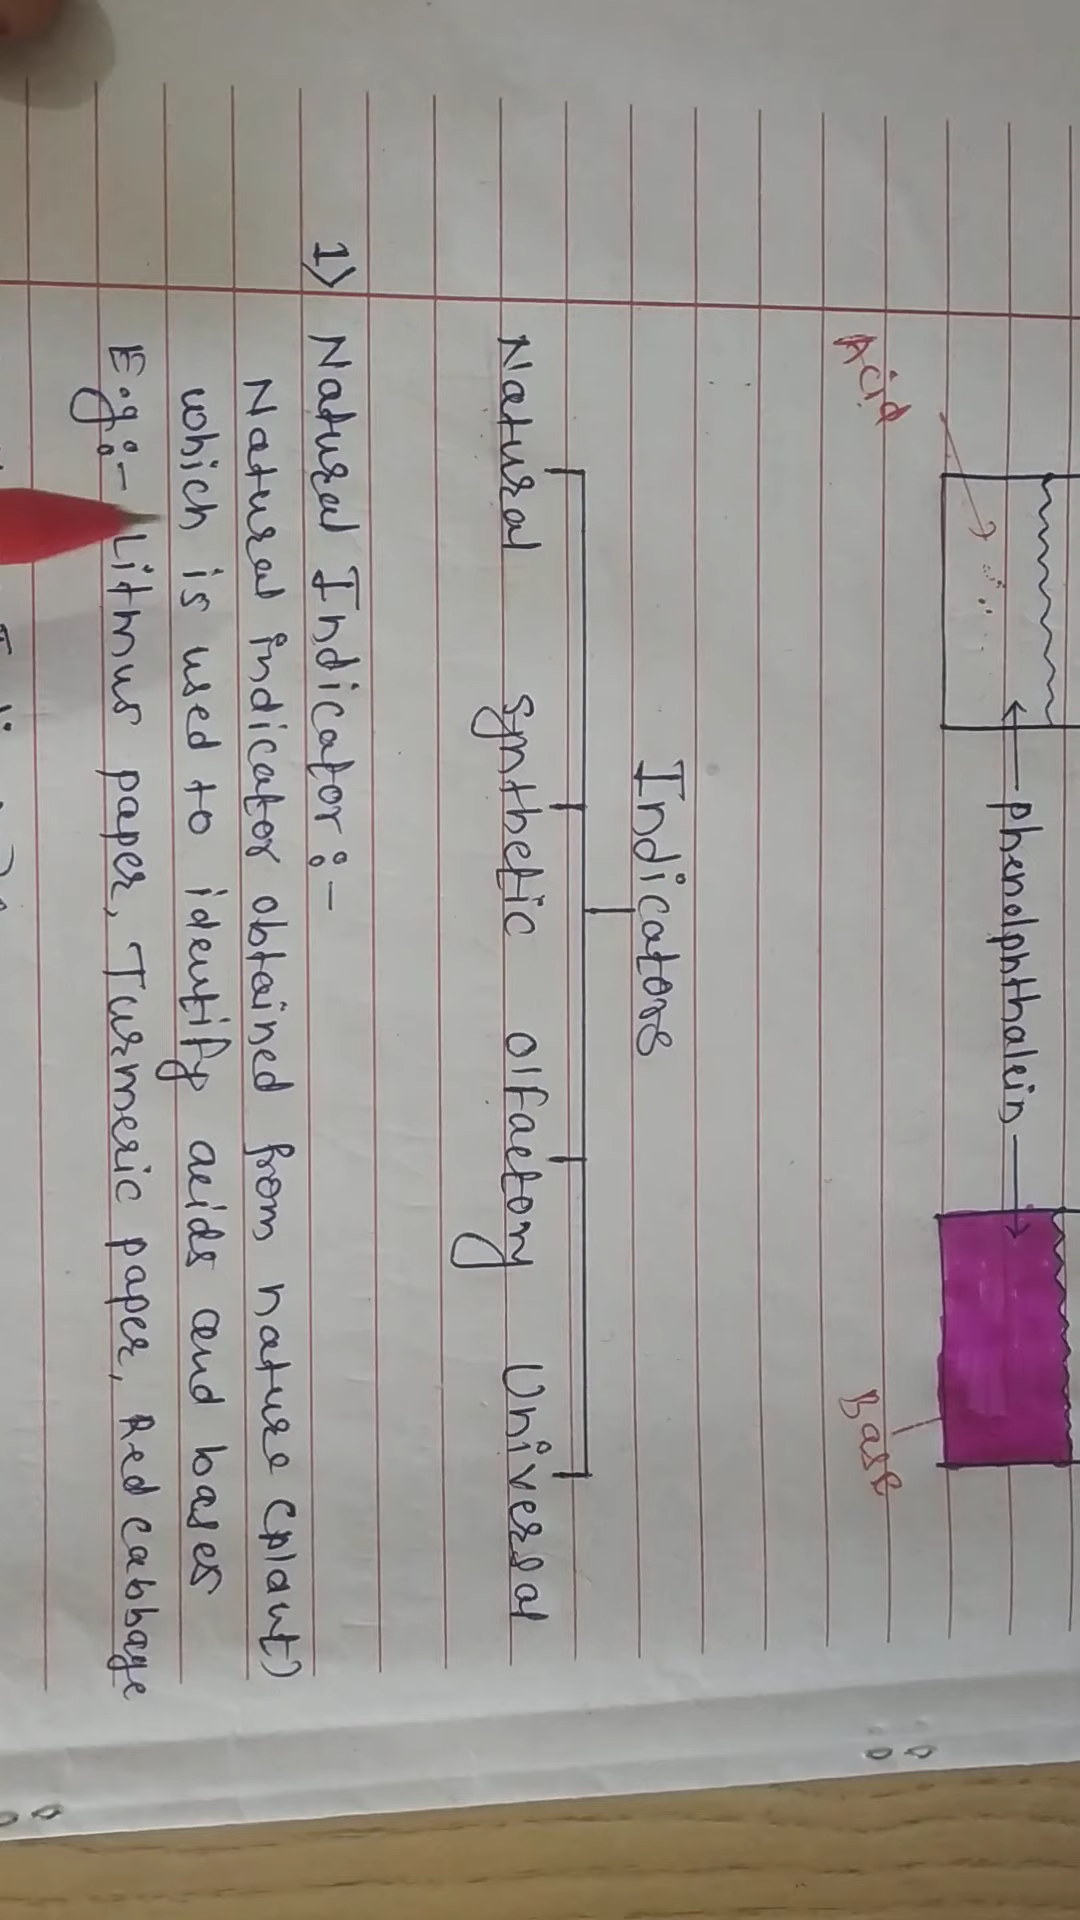 phenolphthalein
Acid
Base
Indicators
Natural synthetic olfactory Universal
1) Natural Indicator :-
Natural indicator obtained from nature (plant)
which is used to identify acids and bases
E.g:- Litmus paper, Turmeric paper, Red cabbage